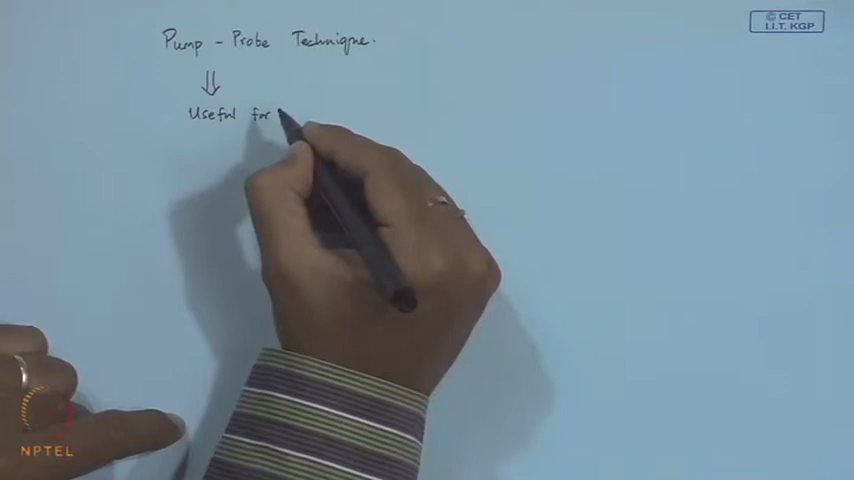 Pump - Probe Technique.
© CET
I.I.T. KGP
⇓
Useful for
NPTEL